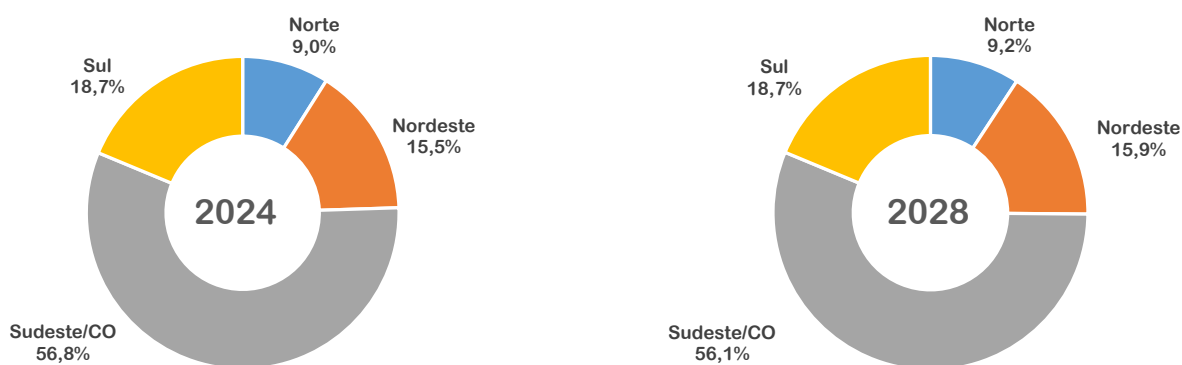 Norte
9,0%
Sul
18,7%
Nordeste
15,5%
2024
Sudeste/CO
56,8%
Norte
9,2%
Sul
18,7%
Nordeste
15,9%
2028
Sudeste/CO
56,1%